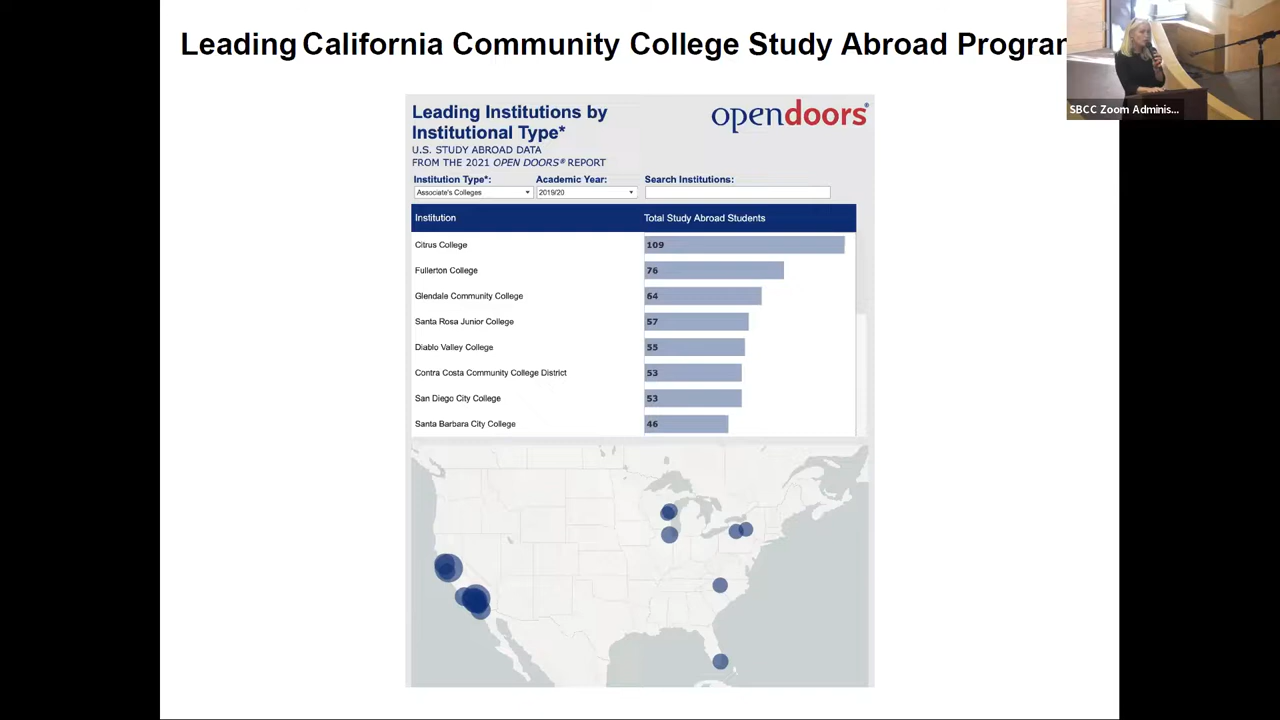 Leading California Community College Study Abroad
SBCC Zoom Adminis...
Leading Institutions by
Institutional Type*
opendoors®
U.S. STUDY ABROAD DATA
FROM THE 2021 OPEN DOORS® REPORT
Institution Type*: Academic Year: Search Institutions:
Associate's Colleges 2019/20
Institution Total Study Abroad Students
Citrus College 109
Fullerton College 76
Glendale Community College 64
Santa Rosa Junior College 57
Diablo Valley College 55
Contra Costa Community College District 53
San Diego City College 53
Santa Barbara City College 46